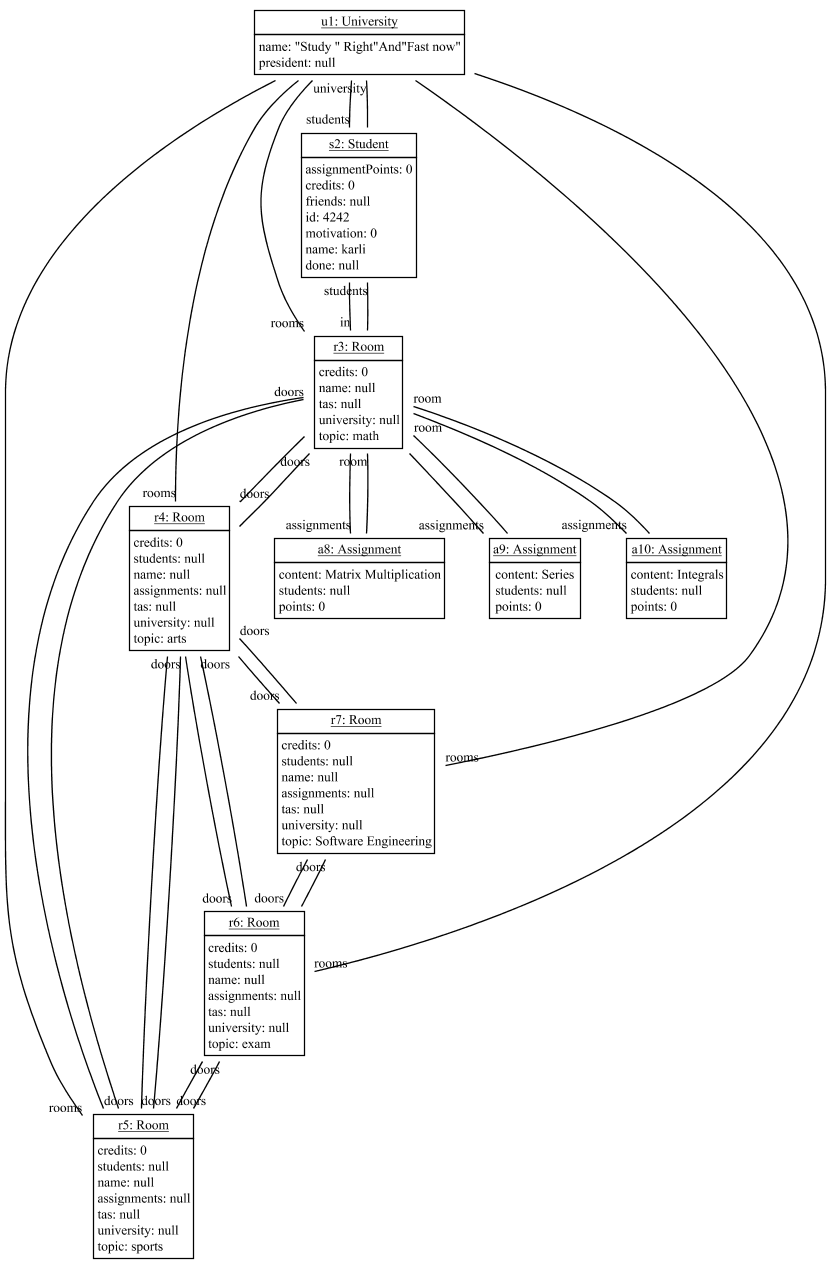 u1: University
name: "Study " Right"And"Fast now"
president: null
university
students
s2: Student
assignmentPoints: 0
credits: 0
friends: null
id: 4242
motivation: 0
name: karli
done: null
students
rooms
in
r3: Room
credits: 0
name: null
tas: null
university: null
topic: math
doors
room
room
doors
room
doors
rooms
assignments
assignments
assignments
r4: Room
credits: 0
students: null
name: null
assignments: null
tas: null
university: null
topic: arts
a8: Assignment
content: Matrix Multiplication
students: null
points: 0
a9: Assignment
content: Series
students: null
points: 0
a10: Assignment
content: Integrals
students: null
points: 0
doors
doors
doors
doors
r7: Room
credits: 0
students: null
name: null
assignments: null
tas: null
university: null
topic: Software Engineering
rooms
doors
doors
doors
r6: Room
credits: 0
students: null
name: null
assignments: null
tas: null
university: null
topic: exam
rooms
doors
rooms
doors
doors
doors
r5: Room
credits: 0
students: null
name: null
assignments: null
tas: null
university: null
topic: sports